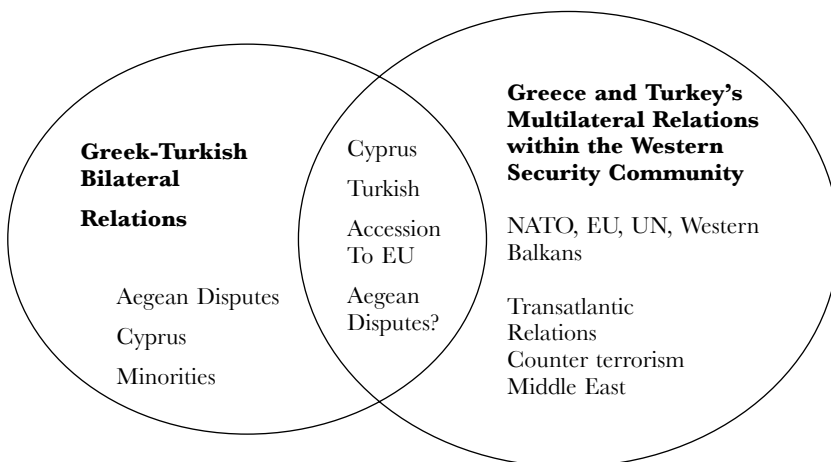 Greek-Turkish
Bilateral
Relations
Aegean Disputes
Cyprus
Minorities
Cyprus
Turkish
Accession
To EU
Aegean
Disputes?
Greece and Turkey’s
Multilateral Relations
within the Western
Security Community
NATO, EU, UN, Western
Balkans
Transatlantic
Relations
Counter terrorism
Middle East